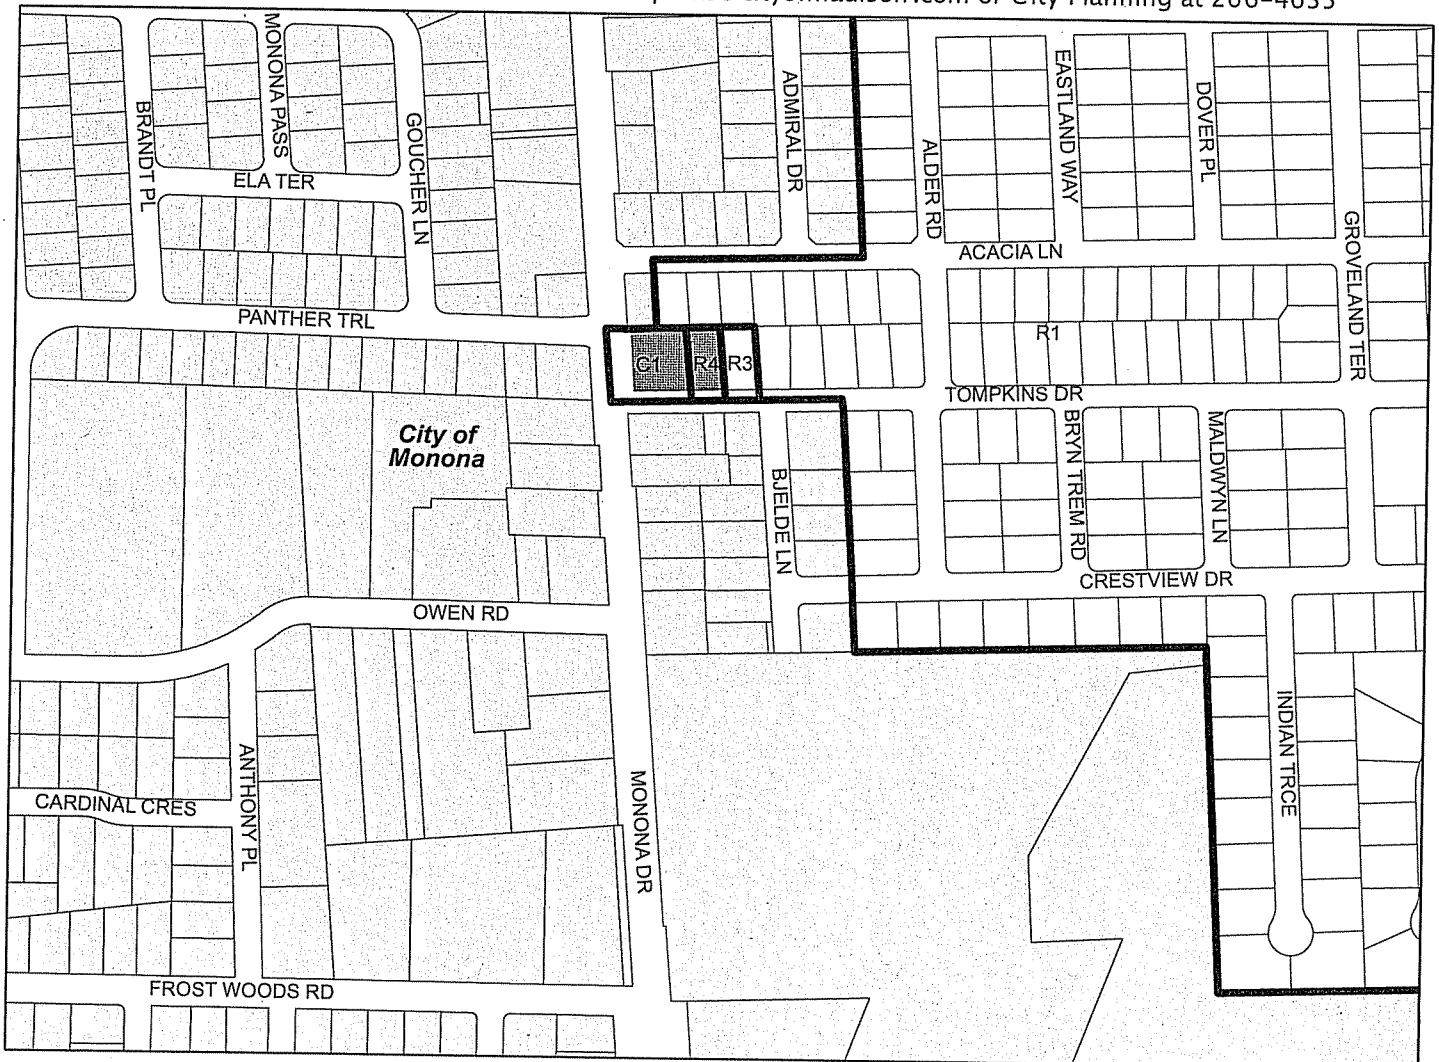 .com or City Planning at 266-4635
MONONA PASS
BRANDT PL
GOUCHER LN
ELA TER
ADMIRAL DR
ALDER RD
EASTLAND WAY
DOVER PL
GROVELAND TER
ACACIA LN
PANTHER TRL
C1
R4
R3
R1
TOMPKINS DR
City of
Monona
BJELDE LN
BRYN TREM RD
MALDWYN LN
CRESTVIEW DR
OWEN RD
INDIAN TRCE
ANTHONY PL
MONONA DR
CARDINAL CRES
FROST WOODS RD